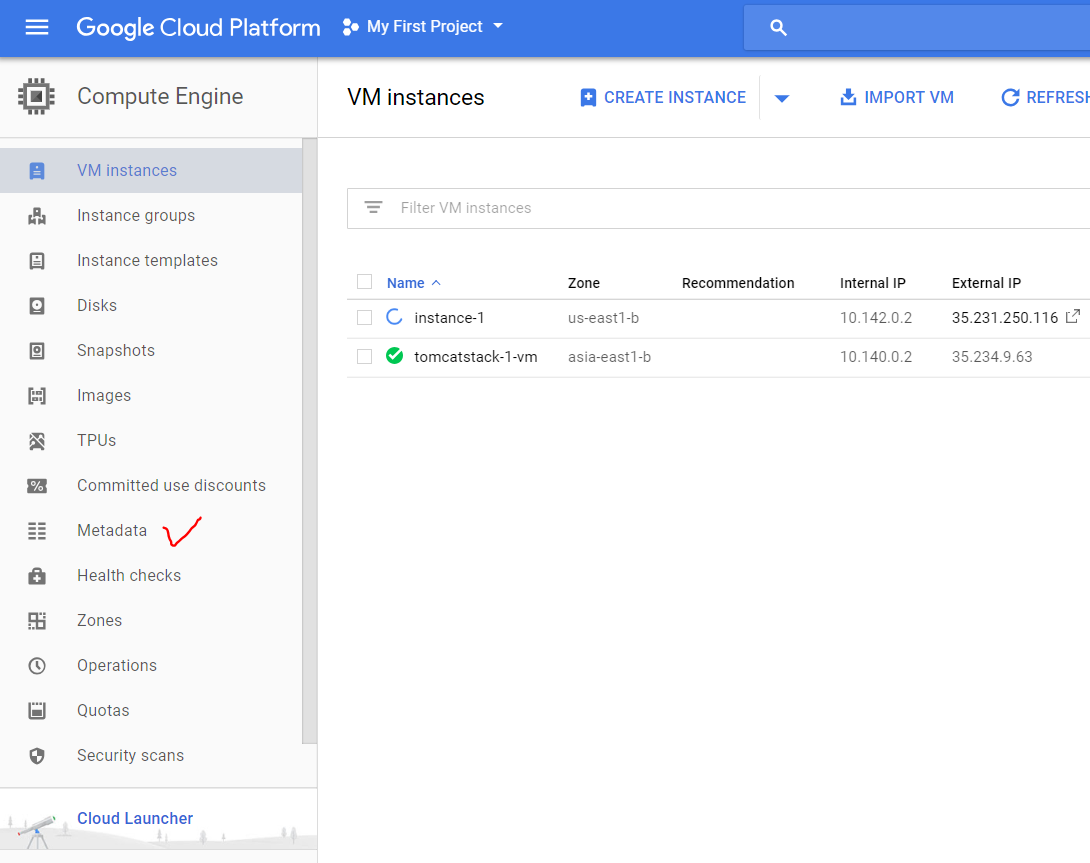 Google Cloud Platform My First Project
Compute Engine
VM instances
Instance groups
Instance templates
Disks
Snapshots
Images
TPUs
Committed use discounts
Metadata
Health checks
Zones
Operations
Quotas
Security scans
Cloud Launcher
VM instances CREATE INSTANCE IMPORT VM REFRESH
Filter VM instances
Name Zone Recommendation Internal IP External IP
instance-1 us-east1-b 10.142.0.2 35.231.250.116
tomcatstack-1-vm asia-east1-b 10.140.0.2 35.234.9.63